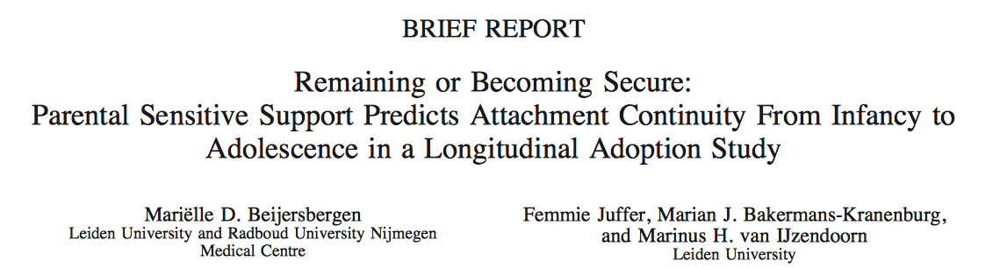 BRIEF REPORT
Remaining or Becoming Secure:
Parental Sensitive Support Predicts Attachment Continuity From Infancy to
Adolescence in a Longitudinal Adoption Study
Mariëlle D. Beijersbergen
Leiden University and Radboud University Nijmegen
Medical Centre
Femmie Juffer, Marian J. Bakermans-Kranenburg,
and Marinus H. van IJzendoorn
Leiden University